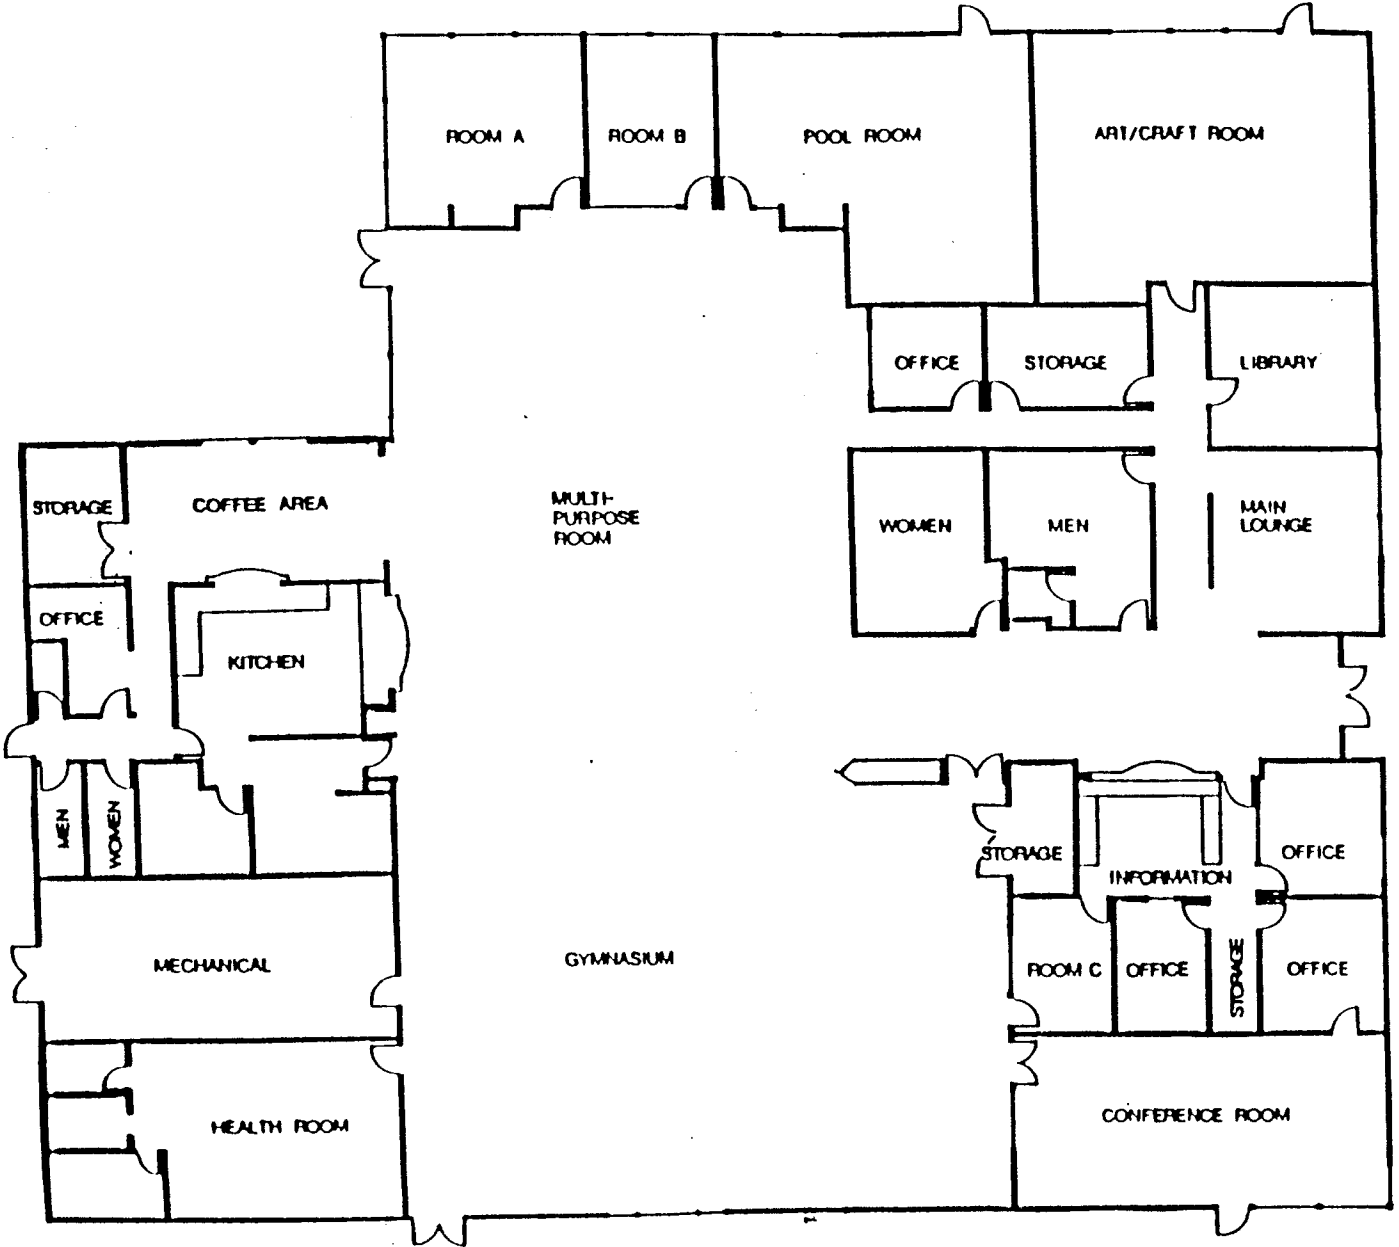 ROOM A
ROOM B
POOL ROOM
ART/CRAFT ROOM
OFFICE
STORAGE
LIBRARY
STORAGE
COFFEE AREA
MULTI-
PURPOSE
ROOM
WOMEN
MEN
MAIN
LOUNGE
OFFICE
KITCHEN
MEN
WOMEN
STORAGE
INFORMATION
OFFICE
MECHANICAL
GYMNASIUM
ROOM C
OFFICE
STORAGE
OFFICE
HEALTH ROOM
CONFERENCE ROOM